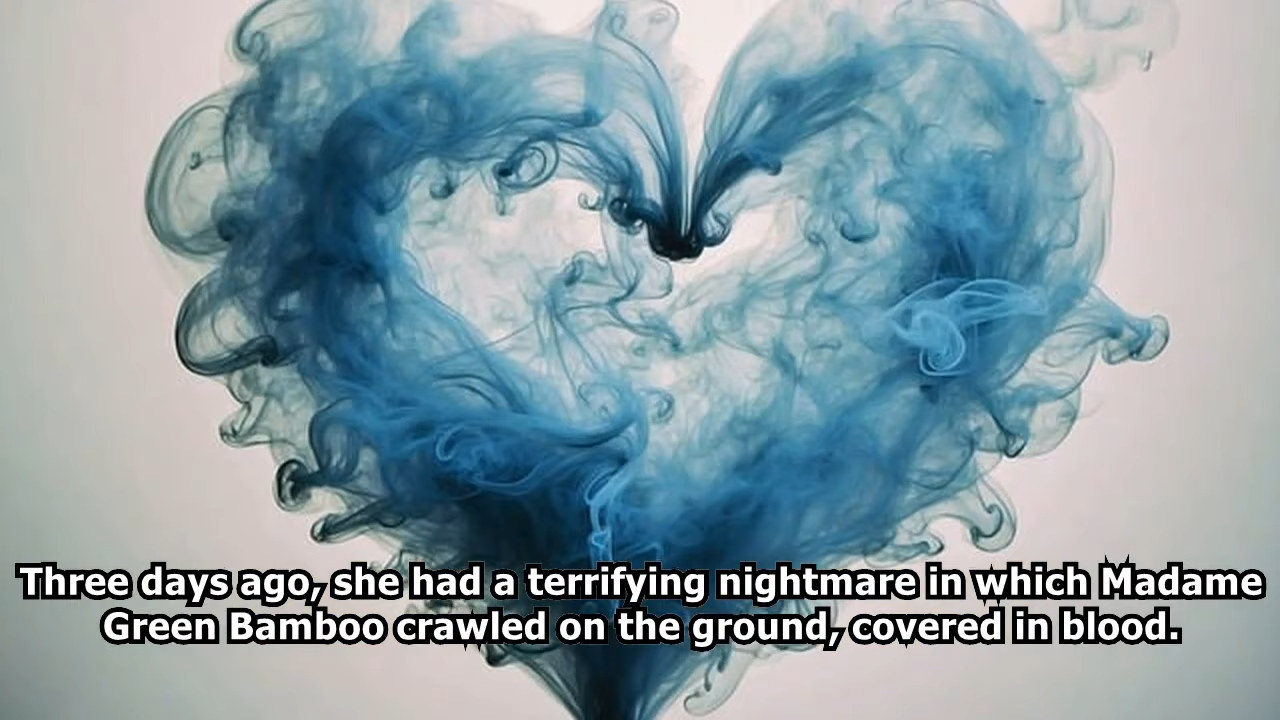 Three days ago, she had a terrifying nightmare in which Madame
Green Bamboo crawled on the ground, covered in blood.